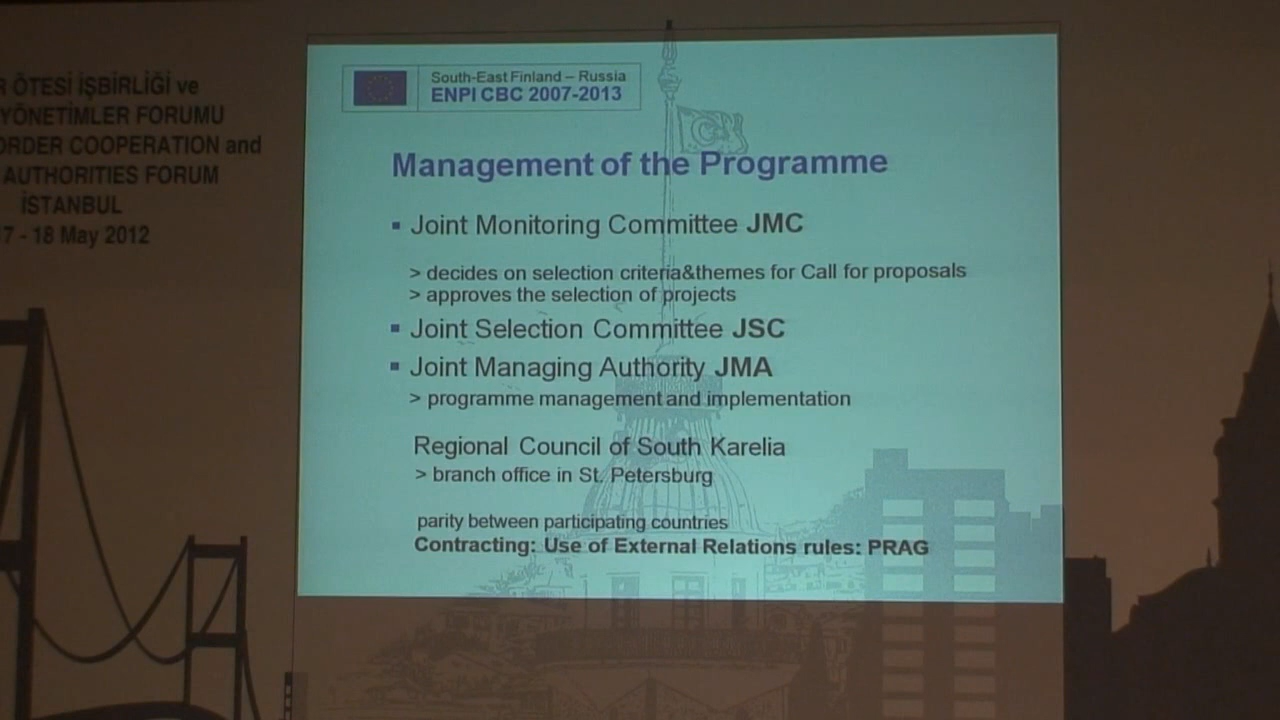 ÖTESİ İŞBİRLİĞİ ve
YÖNETİMLER FORUMU
COOPERATION and
AUTHORITIES FORUM
İSTANBUL
- 18 May 2012
South-East Finland – Russia
ENPI CBC 2007-2013
Management of the Programme
▪ Joint Monitoring Committee JMC
> decides on selection criteria&themes for Call for proposals
> approves the selection of projects
▪ Joint Selection Committee JSC
▪ Joint Managing Authority JMA
> programme management and implementation
Regional Council of South Karelia
> branch office in St. Petersburg
parity between participating countries
Contracting: Use of External Relations rules: PRAG